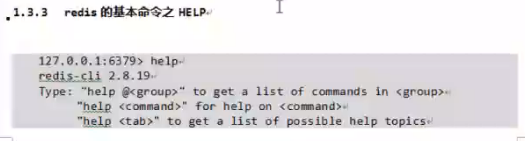 1.3.3 redis 的基本命令之 HELP
127.0.0.1:6379> help
redis-cli 2.8.19
Type: "help @<group>" to get a list of commands in <group>
"help <command>" for help on <command>
"help <tab>" to get a list of possible help topics